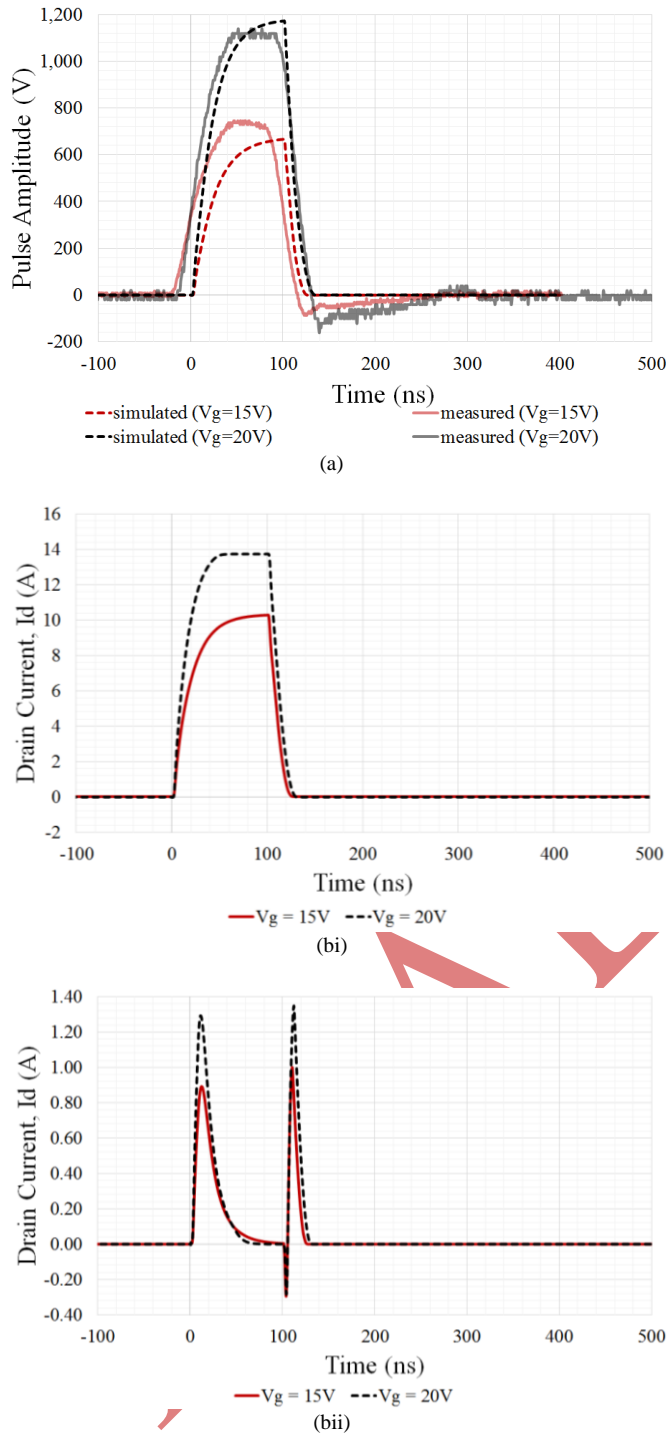 1,200
1,000
800
600
400
200
0
-200
Pulse Amplitude (V)
-100 0 100 200 300 400 500
Time (ns)
simulated (Vg=15V) measured (Vg=15V)
simulated (Vg=20V) measured (Vg=20V)
(a)
16
14
12
10
8
6
4
2
0
-2
Drain Current, Id (A)
-100 0 100 200 300 400 500
Time (ns)
Vg = 15V Vg = 20V
(bi)
1.40
1.20
1.00
0.80
0.60
0.40
0.20
0.00
-0.20
-0.40
Drain Current, Id (A)
-100 0 100 200 300 400 500
Time (ns)
Vg = 15V Vg = 20V
(bii)